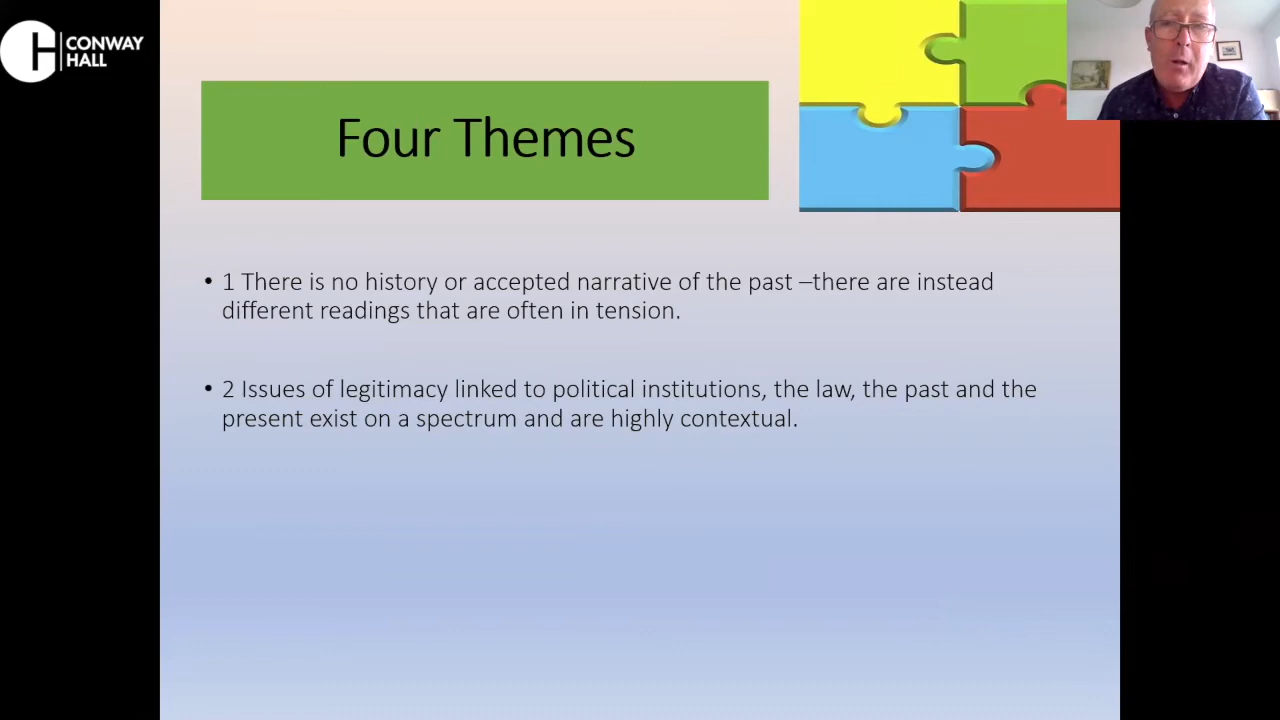 CONWAY
HALL
Four Themes
• 1 There is no history or accepted narrative of the past –there are instead
different readings that are often in tension.
• 2 Issues of legitimacy linked to political institutions, the law, the past and the
present exist on a spectrum and are highly contextual.